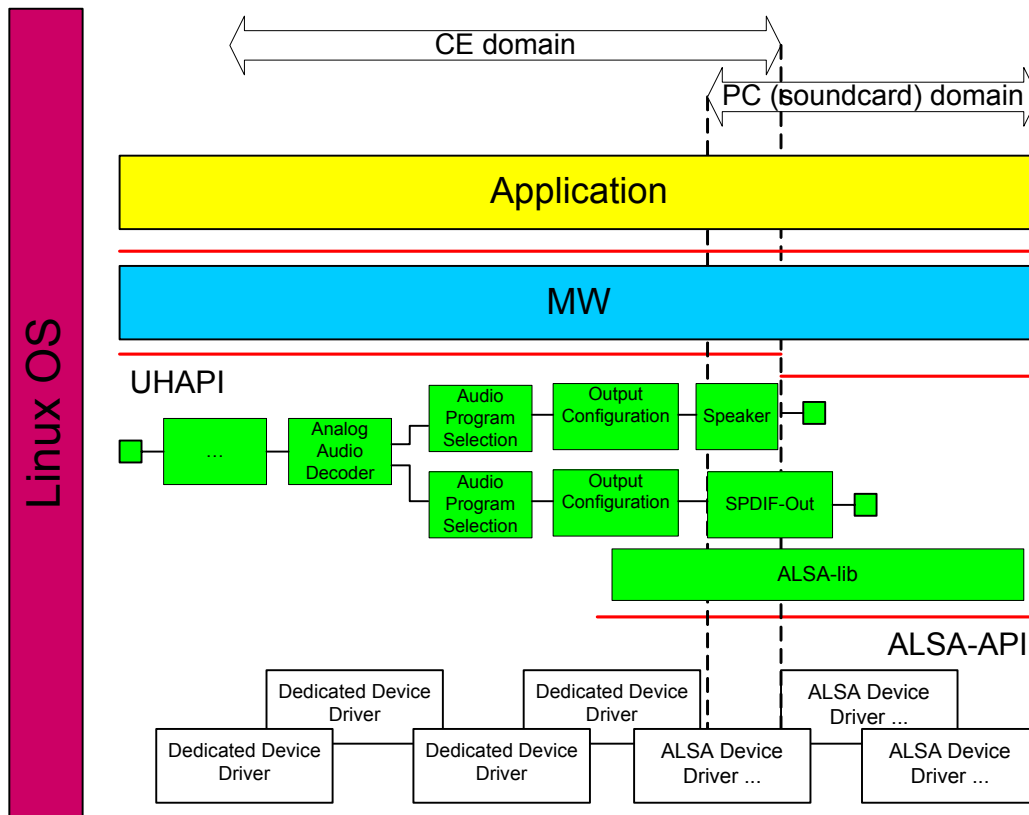 CE domain
PC (soundcard) domain
Application
MW
Linux OS
UHAPI
Audio
Program
Selection
Output
Configuration
Speaker
...
Analog
Audio
Decoder
Audio
Program
Selection
Output
Configuration
SPDIF-Out
ALSA-lib
ALSA-API
Dedicated Device
Driver
Dedicated Device
Driver
ALSA Device
Driver ...
Dedicated Device
Driver
Dedicated Device
Driver
ALSA Device
Driver ...
ALSA Device
Driver ...